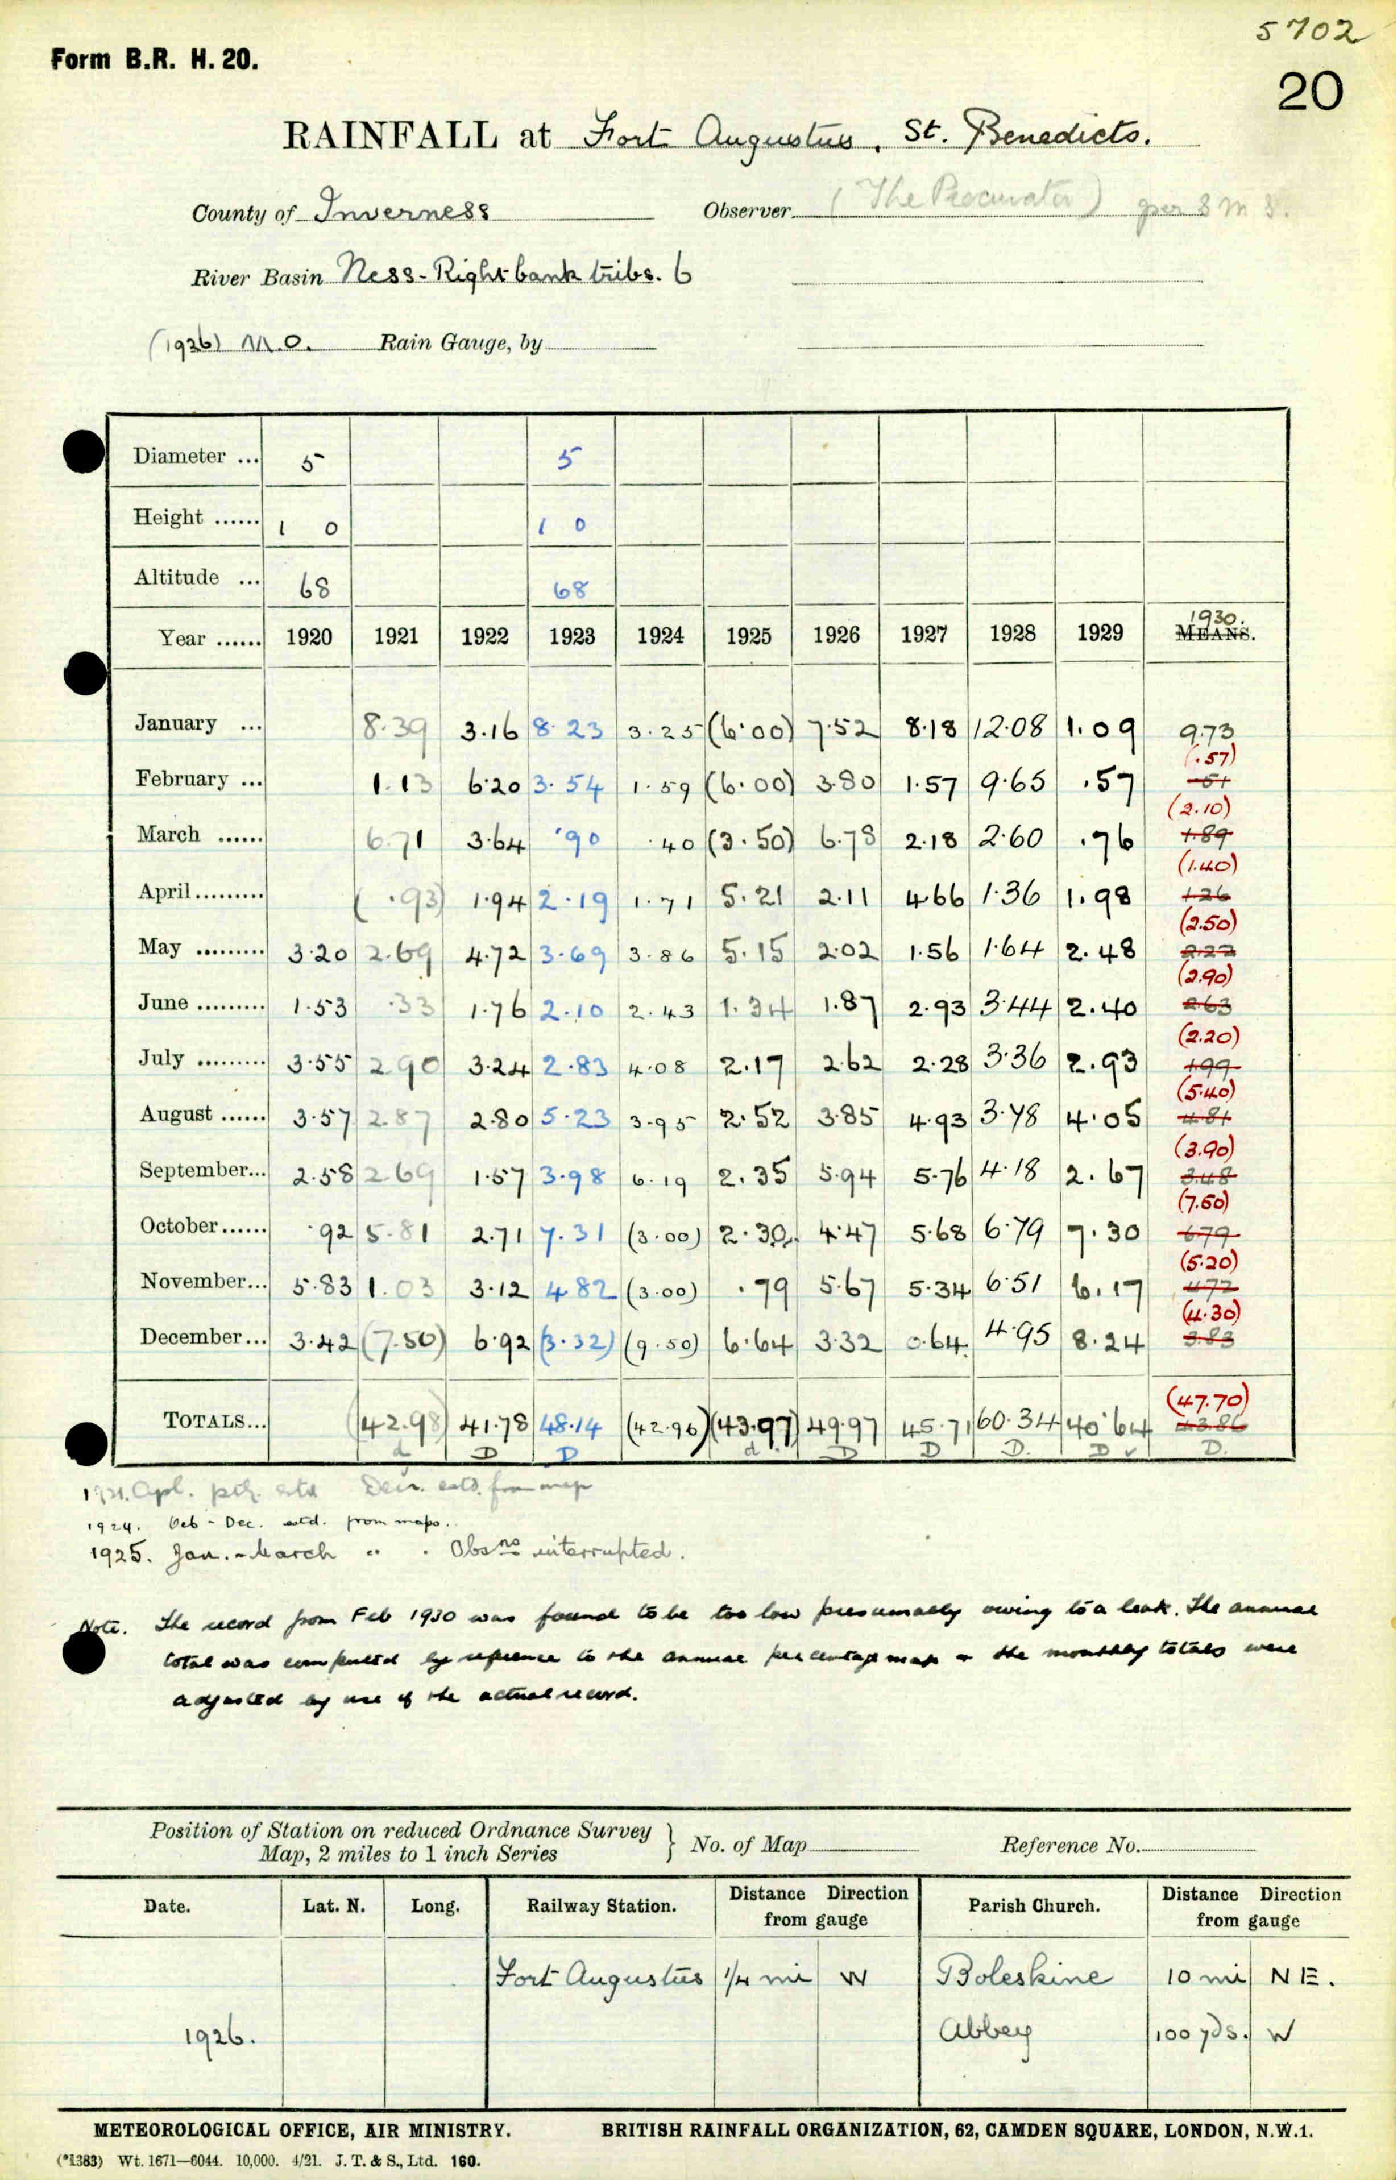 5702
Form B.R. H. 20.
20
RAINFALL at Fort Augustus, St. Benedicts.
County of Inverness Observer (The Procurator) per S M S.
River Basin Ness-Right bank tribs. 6
(1926) M.O. Rain Gauge, by
Diameter ... 5 5
Height ...... 1 0 1 0
Altitude ... 68 68
1930.
Year ...... 1920 1921 1922 1923 1924 1925 1926 1927 1928 1929 MEANS.
January ... 8.39 3.16 8.23 3.25 (6.00) 7.52 8.18 12.08 1.09 9.73
(.57)
February ... 1.13 6.20 3.54 1.59 (6.00) 3.80 1.57 9.65 .57 .51
(2.10)
March ...... 6.71 3.64 .90 .40 (3.50) 6.78 2.18 2.60 .76 1.89
(1.40)
April ......... (.93) 1.94 2.19 1.71 5.21 2.11 4.66 1.36 1.98 1.26
(2.50)
May ......... 3.20 2.69 4.72 3.69 3.86 5.15 2.02 1.56 1.64 2.48 2.22
(2.90)
June ......... 1.53 .33 1.76 2.10 2.43 1.34 1.87 2.93 3.44 2.40 2.63
(2.20)
July ......... 3.55 2.90 3.24 2.83 4.08 2.17 2.62 2.28 3.36 2.93 1.99
(5.40)
August ...... 3.57 2.87 2.80 5.23 3.95 2.52 3.85 4.93 3.78 4.05 4.81
(3.90)
September... 2.58 2.69 1.57 3.98 6.19 2.35 5.94 5.76 4.18 2.67 3.48
(7.50)
October...... .92 5.81 2.71 7.31 (3.00) 2.30 4.47 5.68 6.79 7.30 6.79
(5.20)
November... 5.83 1.03 3.12 4.82 (3.00) .79 5.67 5.34 6.51 6.17 4.72
(4.30)
December... 3.42 (7.50) 6.92 (3.32) (9.50) 6.64 3.32 0.64 4.95 8.24 3.83
(47.70)
TOTALS... (42.98) 41.78 48.14 (42.96) (43.97) 49.97 45.71 60.34 40.64 43.86
d D D d D D D. D ✓ D.
1921. Apl. ptly. estd Decr. estd. from map
1924. Oct - Dec. estd. from maps.
1925. Jan. - March " " Obsns interrupted.
Note. The record from Feb 1930 was found to be too low presumably owing to a leak. The annual
total was computed by reference to the annual percentage map & the monthly totals were
adjusted by use of the actual record.
Position of Station on reduced Ordnance Survey
Map, 2 miles to 1 inch Series } No. of Map Reference No.
Date. Lat. N. Long. Railway Station. Distance Direction from gauge Parish Church. Distance Direction from gauge
Fort Augustus 1/4 mi W Boleskine 10 mi NE.
1926. Abbey 100 yds. W
METEOROLOGICAL OFFICE, AIR MINISTRY. BRITISH RAINFALL ORGANIZATION, 62, CAMDEN SQUARE, LONDON, N.W.1.
(*1383) Wt. 1671—6044. 10,000. 4/21. J. T. & S., Ltd. 160.